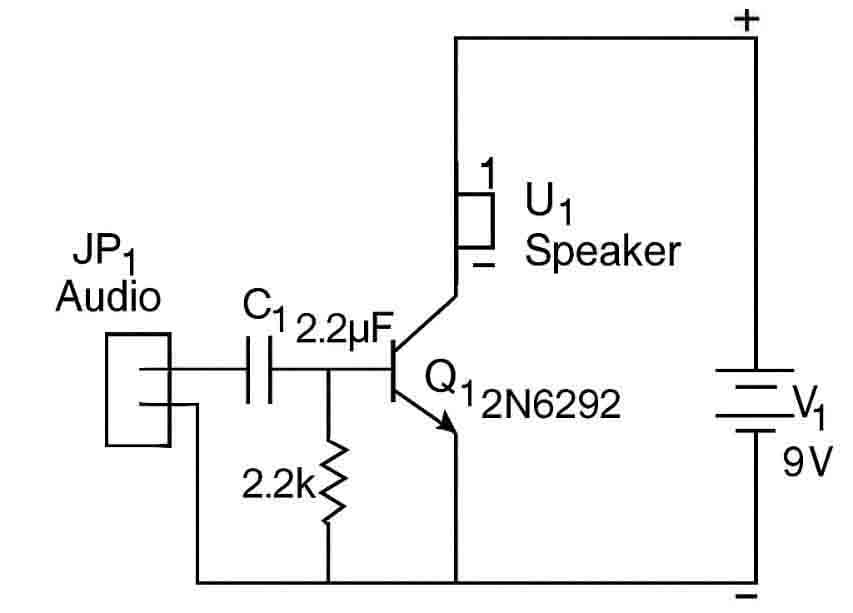 +
1
U1
Speaker
–
JP1
Audio
C1 2.2µF
Q1 2N6292
V1
9V
2.2k
–